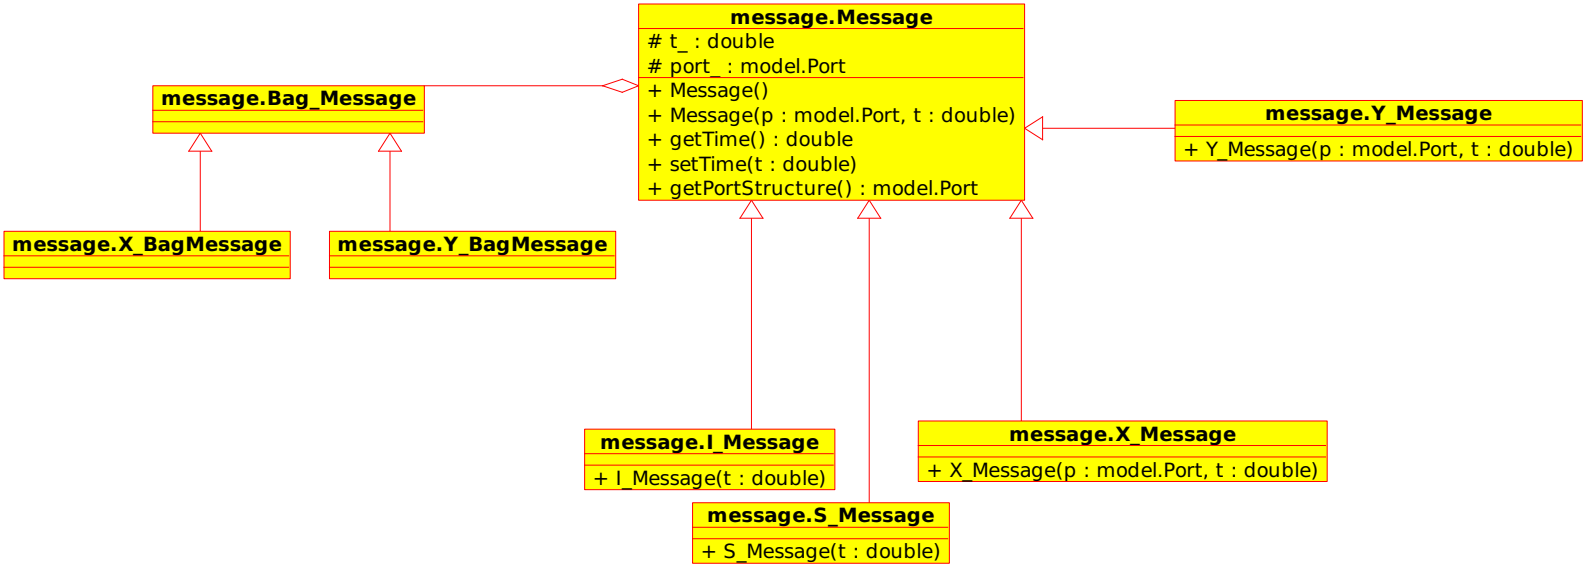 message.Message
# t_ : double
# port_ : model.Port
+ Message()
+ Message(p : model.Port, t : double)
+ getTime() : double
+ setTime(t : double)
+ getPortStructure() : model.Port
message.Bag_Message
message.Y_Message
+ Y_Message(p : model.Port, t : double)
message.X_BagMessage
message.Y_BagMessage
message.I_Message
+ I_Message(t : double)
message.X_Message
+ X_Message(p : model.Port, t : double)
message.S_Message
+ S_Message(t : double)